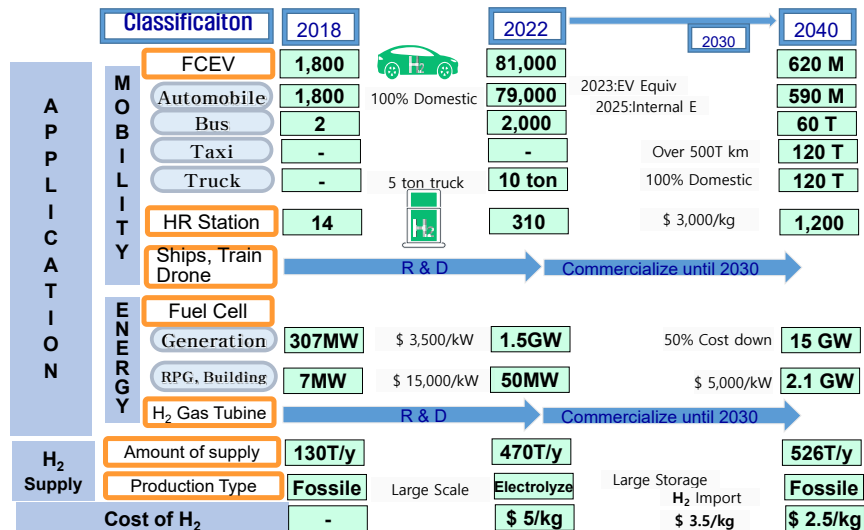 Classificaiton 2018 2022 2030 2040
APPLICATION
MOBILITY
FCEV 1,800 H2 81,000 620 M
Automobile 1,800 100% Domestic 79,000 2023:EV Equiv 590 M
2025:Internal E
Bus 2 2,000 60 T
Taxi - - Over 500T km 120 T
Truck - 5 ton truck 10 ton 100% Domestic 120 T
HR Station 14 H2 310 $ 3,000/kg 1,200
Ships, Train
Drone
R & D Commercialize until 2030
ENERGY
Fuel Cell
Generation 307MW $ 3,500/kW 1.5GW 50% Cost down 15 GW
RPG, Building 7MW $ 15,000/kW 50MW $ 5,000/kW 2.1 GW
H2 Gas Tubine R & D Commercialize until 2030
H2
Supply
Amount of supply 130T/y 470T/y 526T/y
Production Type Fossile Large Scale Electrolyze Large Storage Fossile
H2 Import
Cost of H2 - $ 5/kg $ 3.5/kg $ 2.5/kg